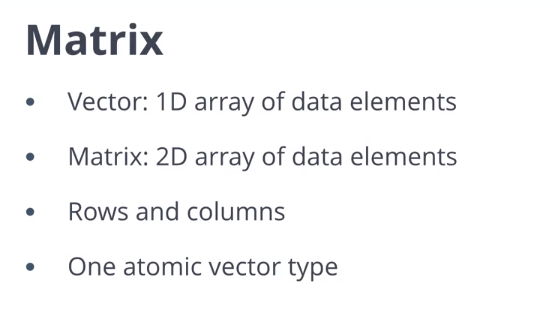 Matrix
• Vector: 1D array of data elements
• Matrix: 2D array of data elements
• Rows and columns
• One atomic vector type